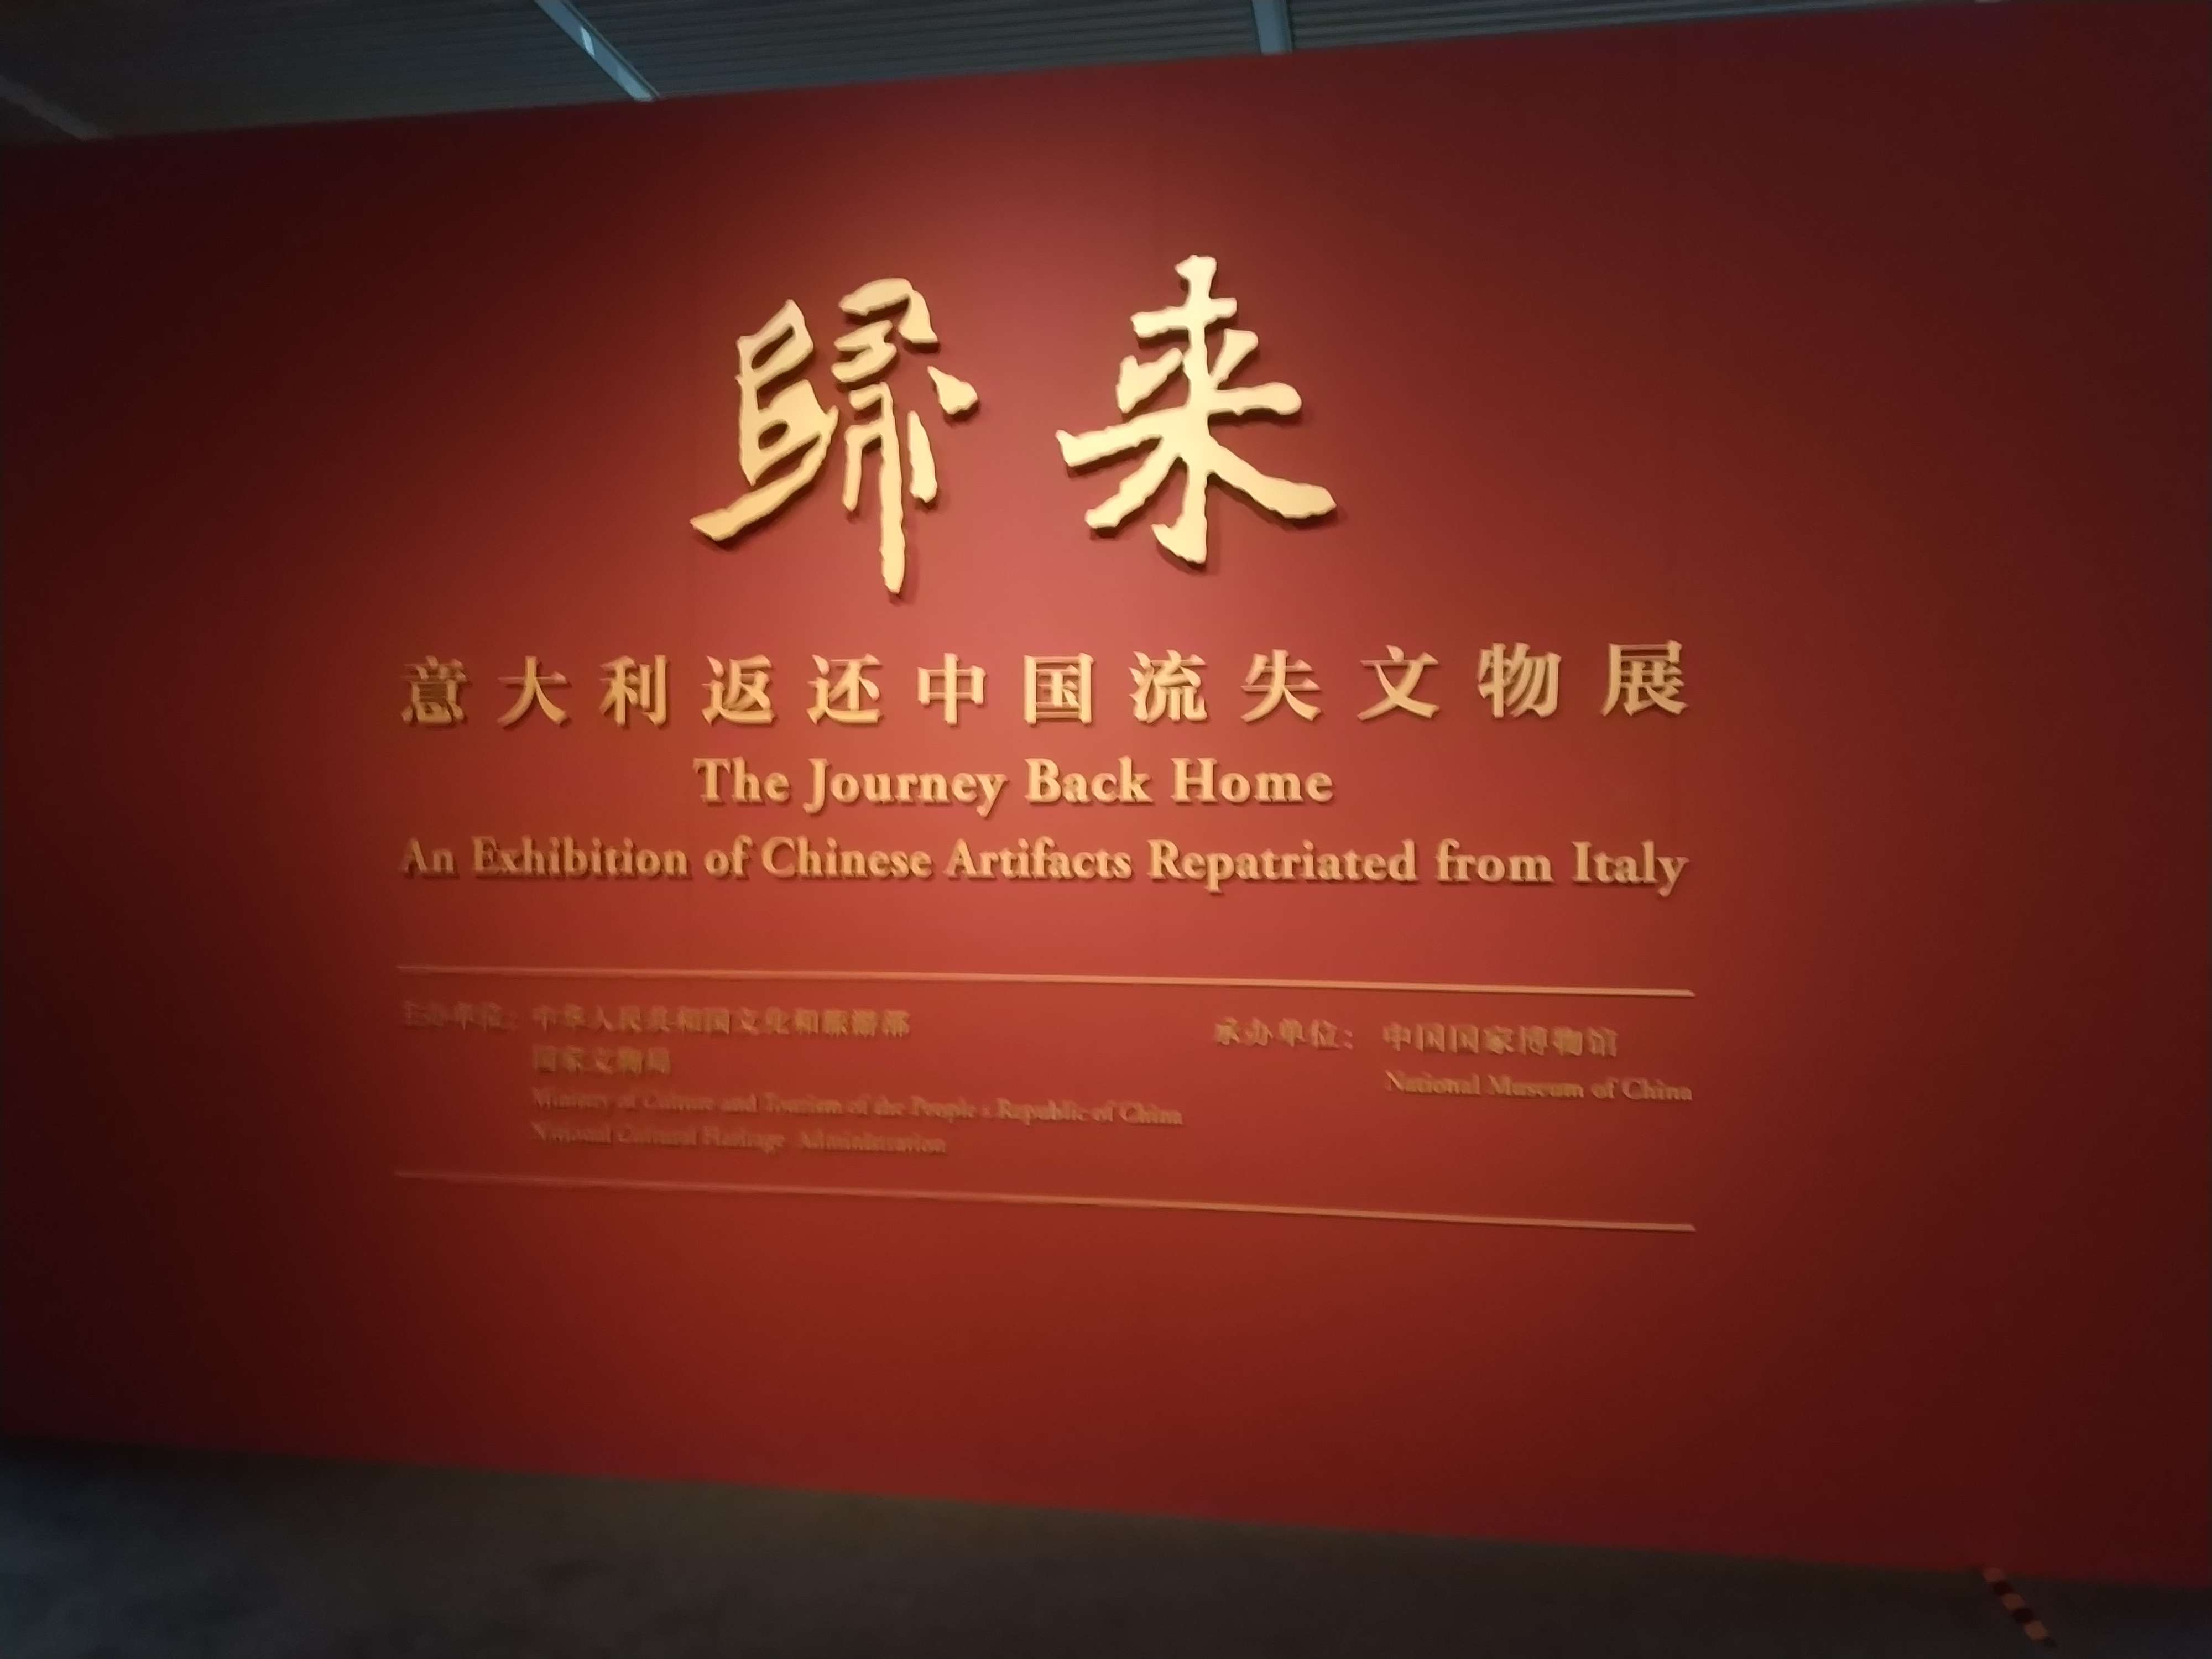 歸来
意大利返还中国流失文物展
The Journey Back Home
An Exhibition of Chinese Artifacts Repatriated from Italy
主办单位：中华人民共和国文化和旅游部
国家文物局
Ministry of Culture and Tourism of the People's Republic of China
National Cultural Heritage Administration
承办单位：中国国家博物馆
National Museum of China